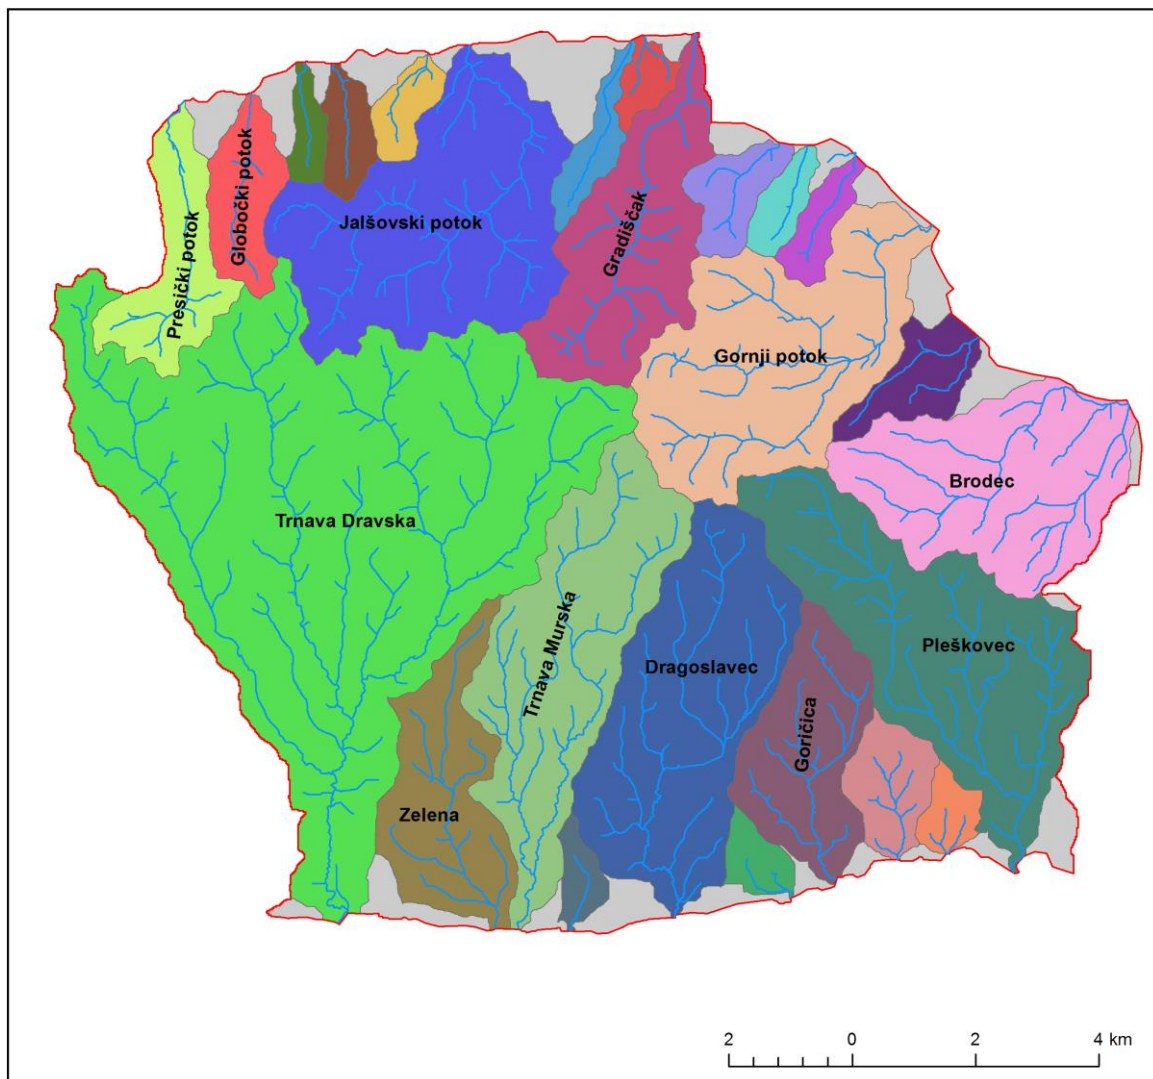 Presički potok
Globočki potok
Jalšovski potok
Gradiščak
Gornji potok
Brodec
Trnava Dravska
Trnava Murska
Dragoslavec
Pleškovec
Goričica
Zelena
2 0 2 4 km